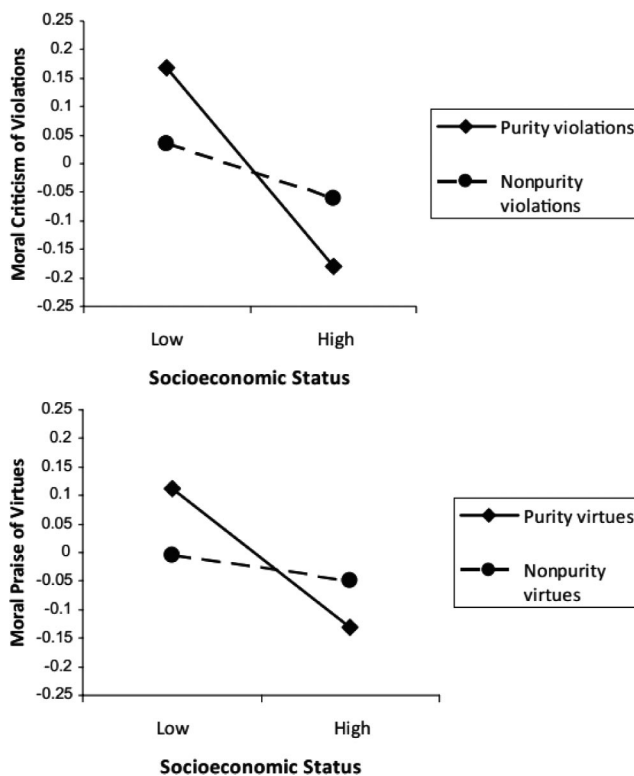 Moral Criticism of Violations
0.25
0.2
0.15
0.1
0.05
0
-0.05
-0.1
-0.15
-0.2
-0.25
Low
High
Socioeconomic Status
Purity violations
Nonpurity
violations
Moral Praise of Virtues
0.25
0.2
0.15
0.1
0.05
0
-0.05
-0.1
-0.15
-0.2
-0.25
Low
High
Socioeconomic Status
Purity virtues
Nonpurity
virtues